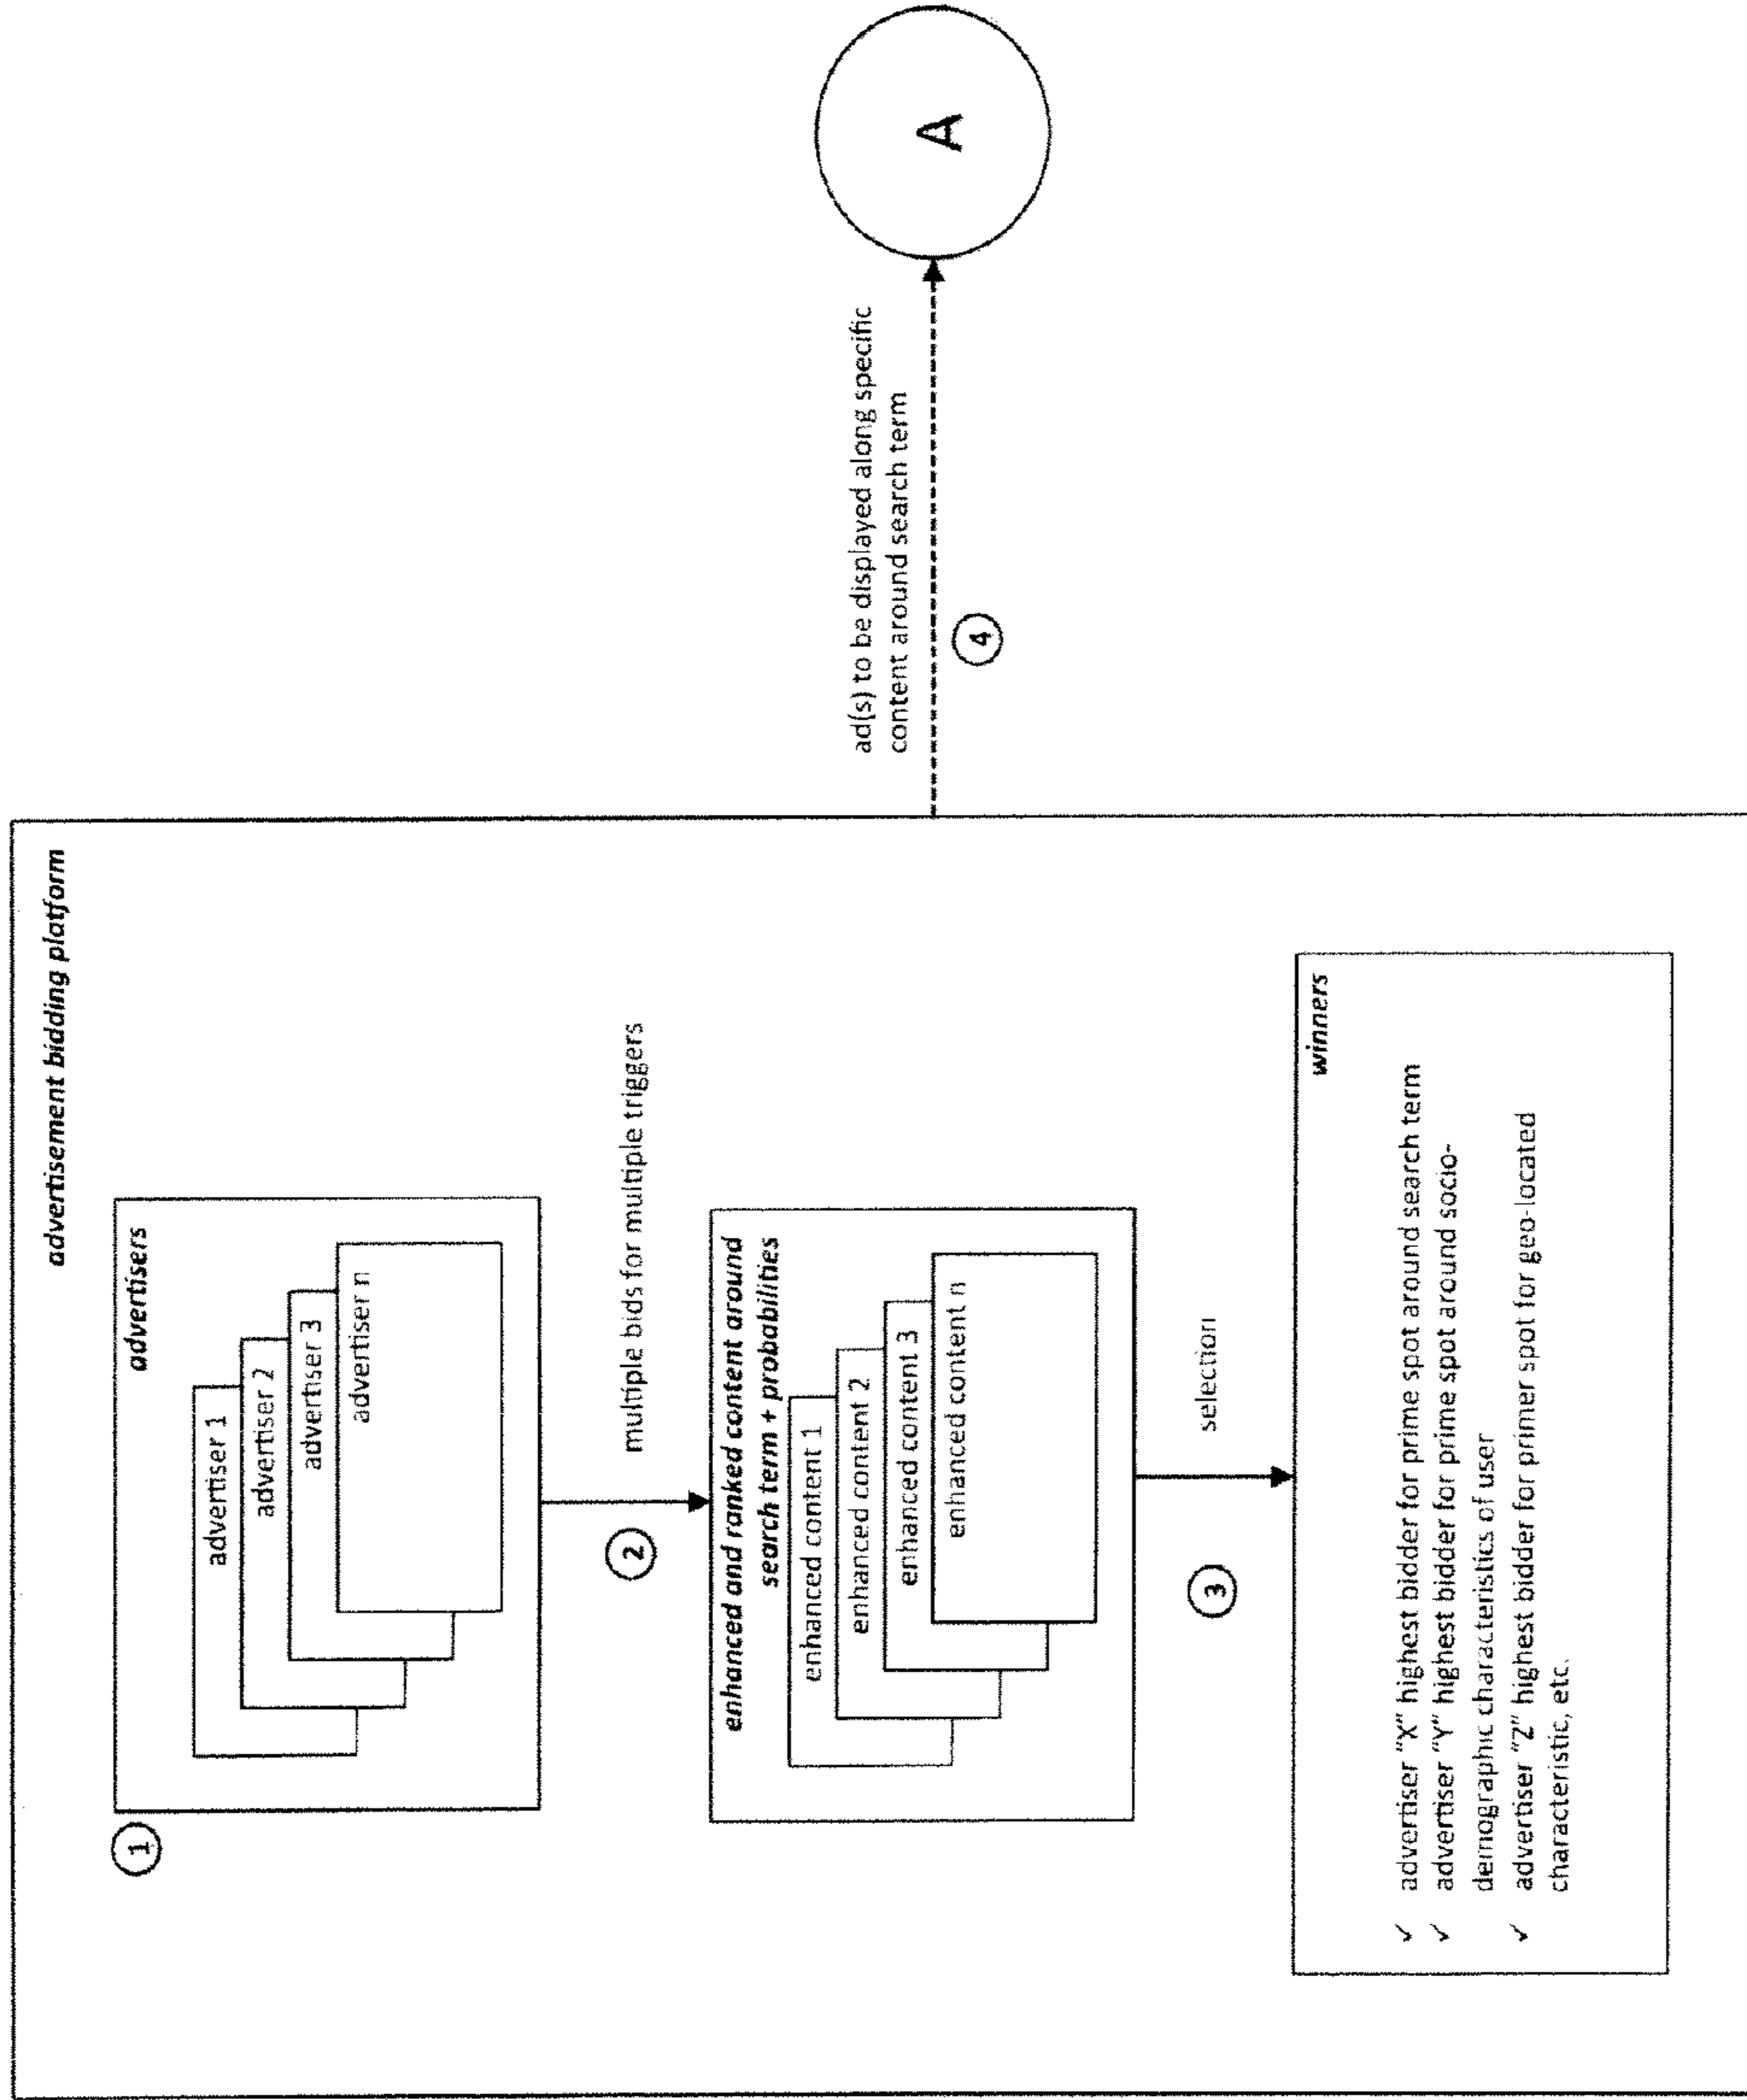 advertisement bidding platform
1
advertisers
advertiser 1
advertiser 2
advertiser 3
advertiser n
2
multiple bids for multiple triggers
enhanced and ranked content around
search term + probabilities
enhanced content 1
enhanced content 2
enhanced content 3
enhanced content n
3
selection
winners
✓ advertiser "X" highest bidder for prime spot around search term
✓ advertiser "Y" highest bidder for prime spot around socio-
demographic characteristics of user
✓ advertiser "Z" highest bidder for primer spot for geo-located
characteristic, etc.
ad(s) to be displayed along specific
content around search term
4
A